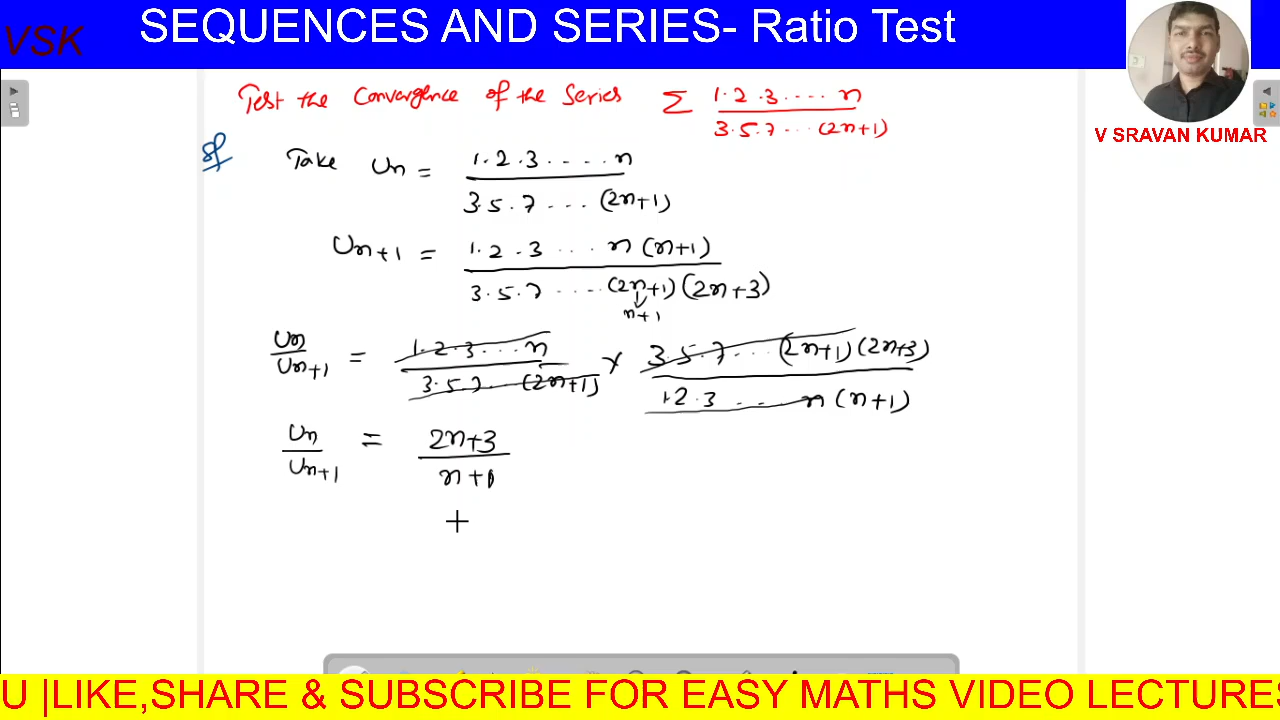 VSK
SEQUENCES AND SERIES- Ratio Test
V SRAVAN KUMAR
Test the Convergence of the Series Σ 1.2.3....n / 3.5.7...(2n+1)
Sol
Take Un = 1.2.3....n / 3.5.7...(2n+1)
Un+1 = 1.2.3...n(n+1) / 3.5.7....(2n+1)(2n+3)
n+1
Un/Un+1 = 1.2.3...n / 3.5.7...(2n+1) × 3.5.7...(2n+1)(2n+3) / 1.2.3...n(n+1)
Un/Un+1 = 2n+3 / n+1
U |LIKE,SHARE & SUBSCRIBE FOR EASY MATHS VIDEO LECTURES